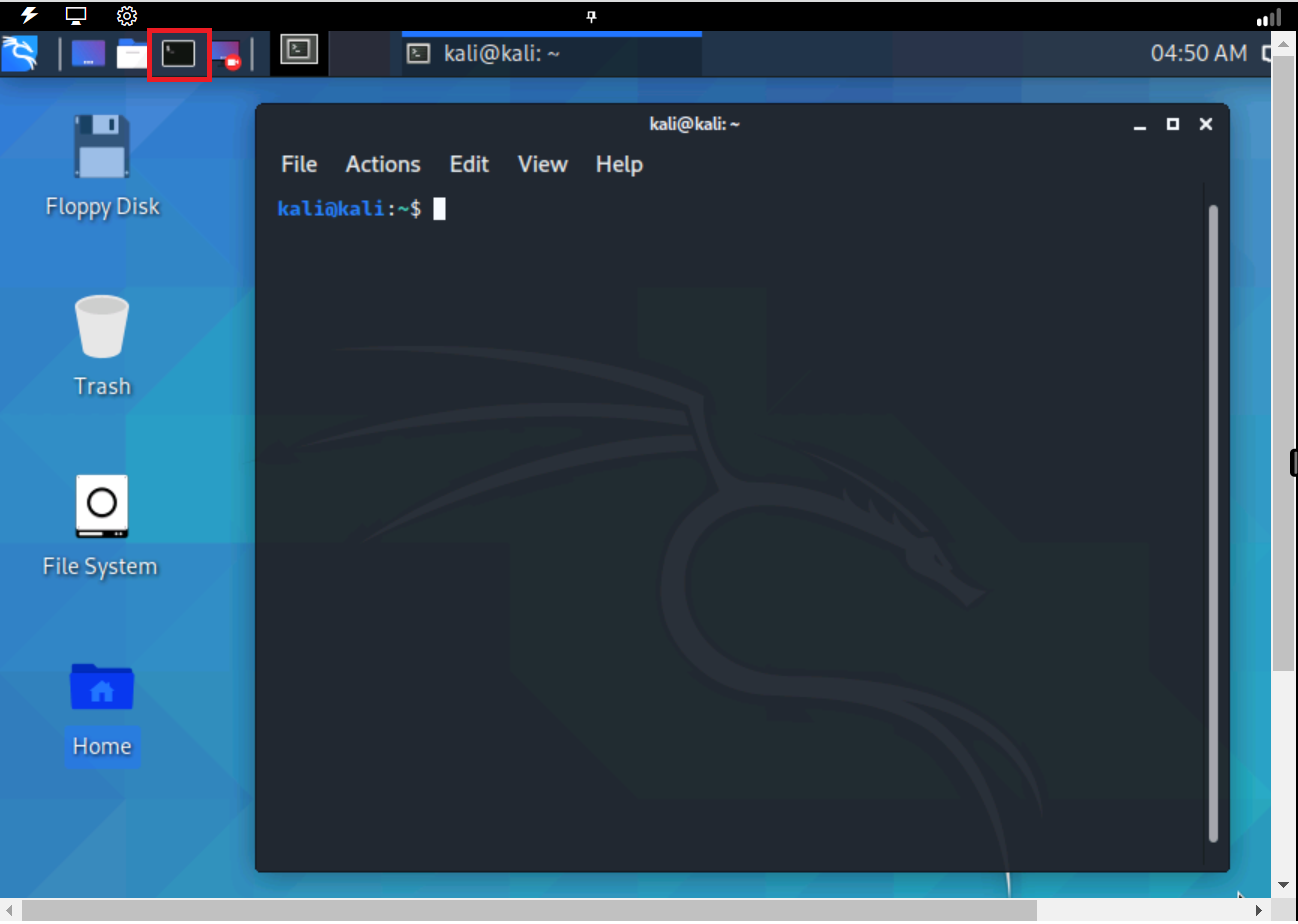 kali@kali: ~
04:50 AM
kali@kali: ~
File Actions Edit View Help
kali@kali:~$
Floppy Disk
Trash
File System
Home